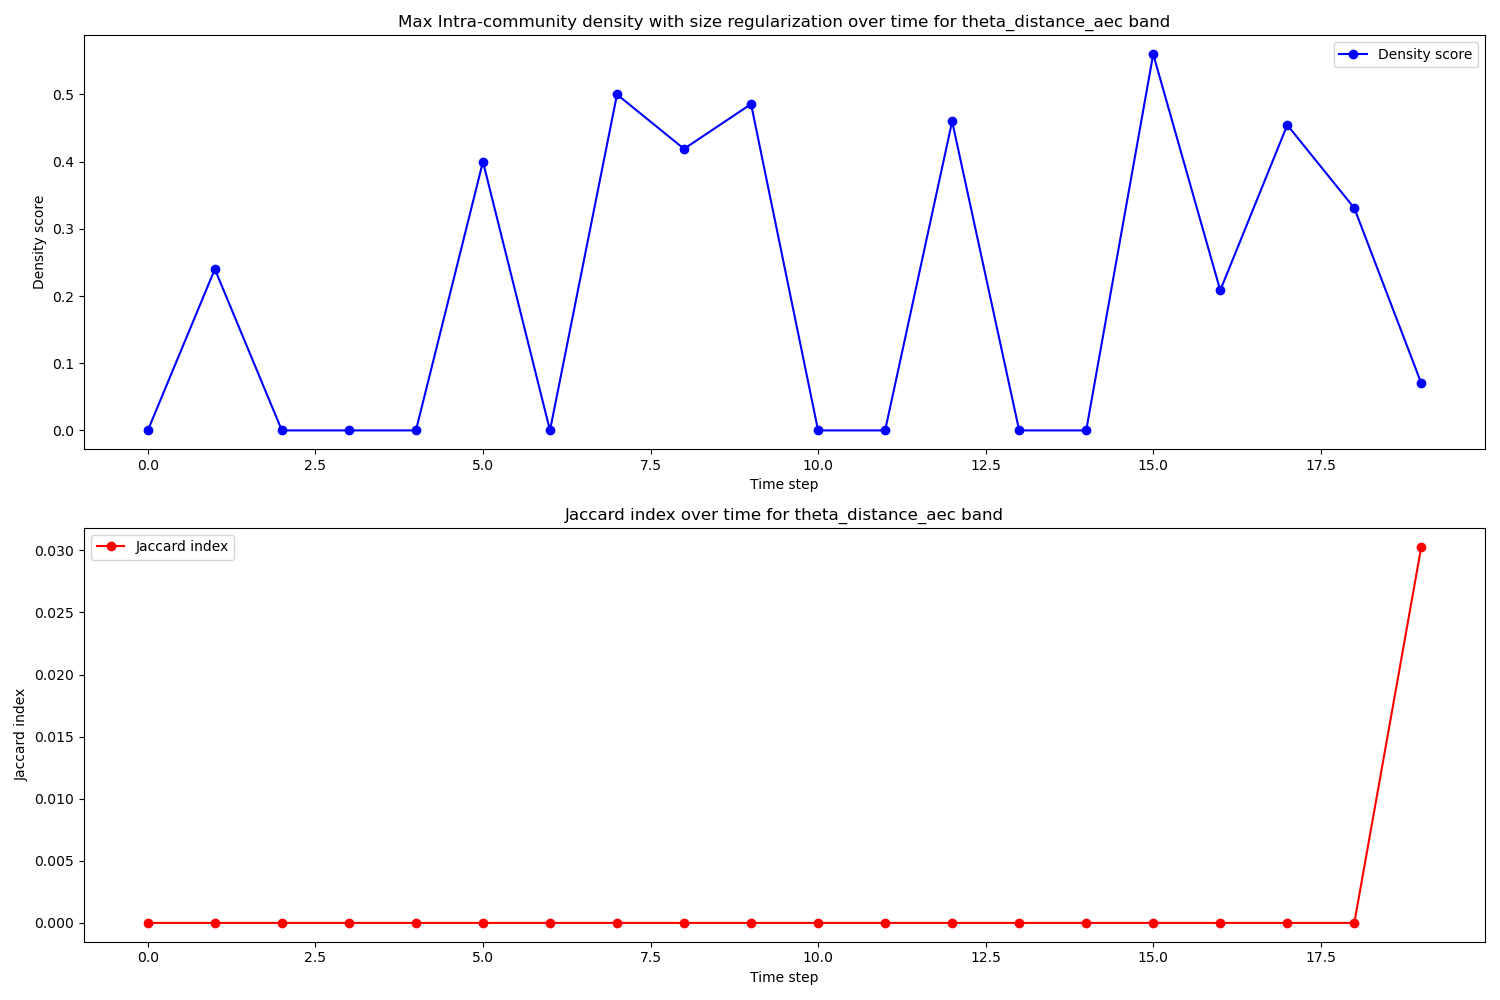 Max Intra-community density with size regularization over time for theta_distance_aec band
Density score
Density score
0.5
0.4
0.3
0.2
0.1
0.0
0.0 2.5 5.0 7.5 10.0 12.5 15.0 17.5
Time step
Jaccard index over time for theta_distance_aec band
Jaccard index
Jaccard index
0.030
0.025
0.020
0.015
0.010
0.005
0.000
0.0 2.5 5.0 7.5 10.0 12.5 15.0 17.5
Time step